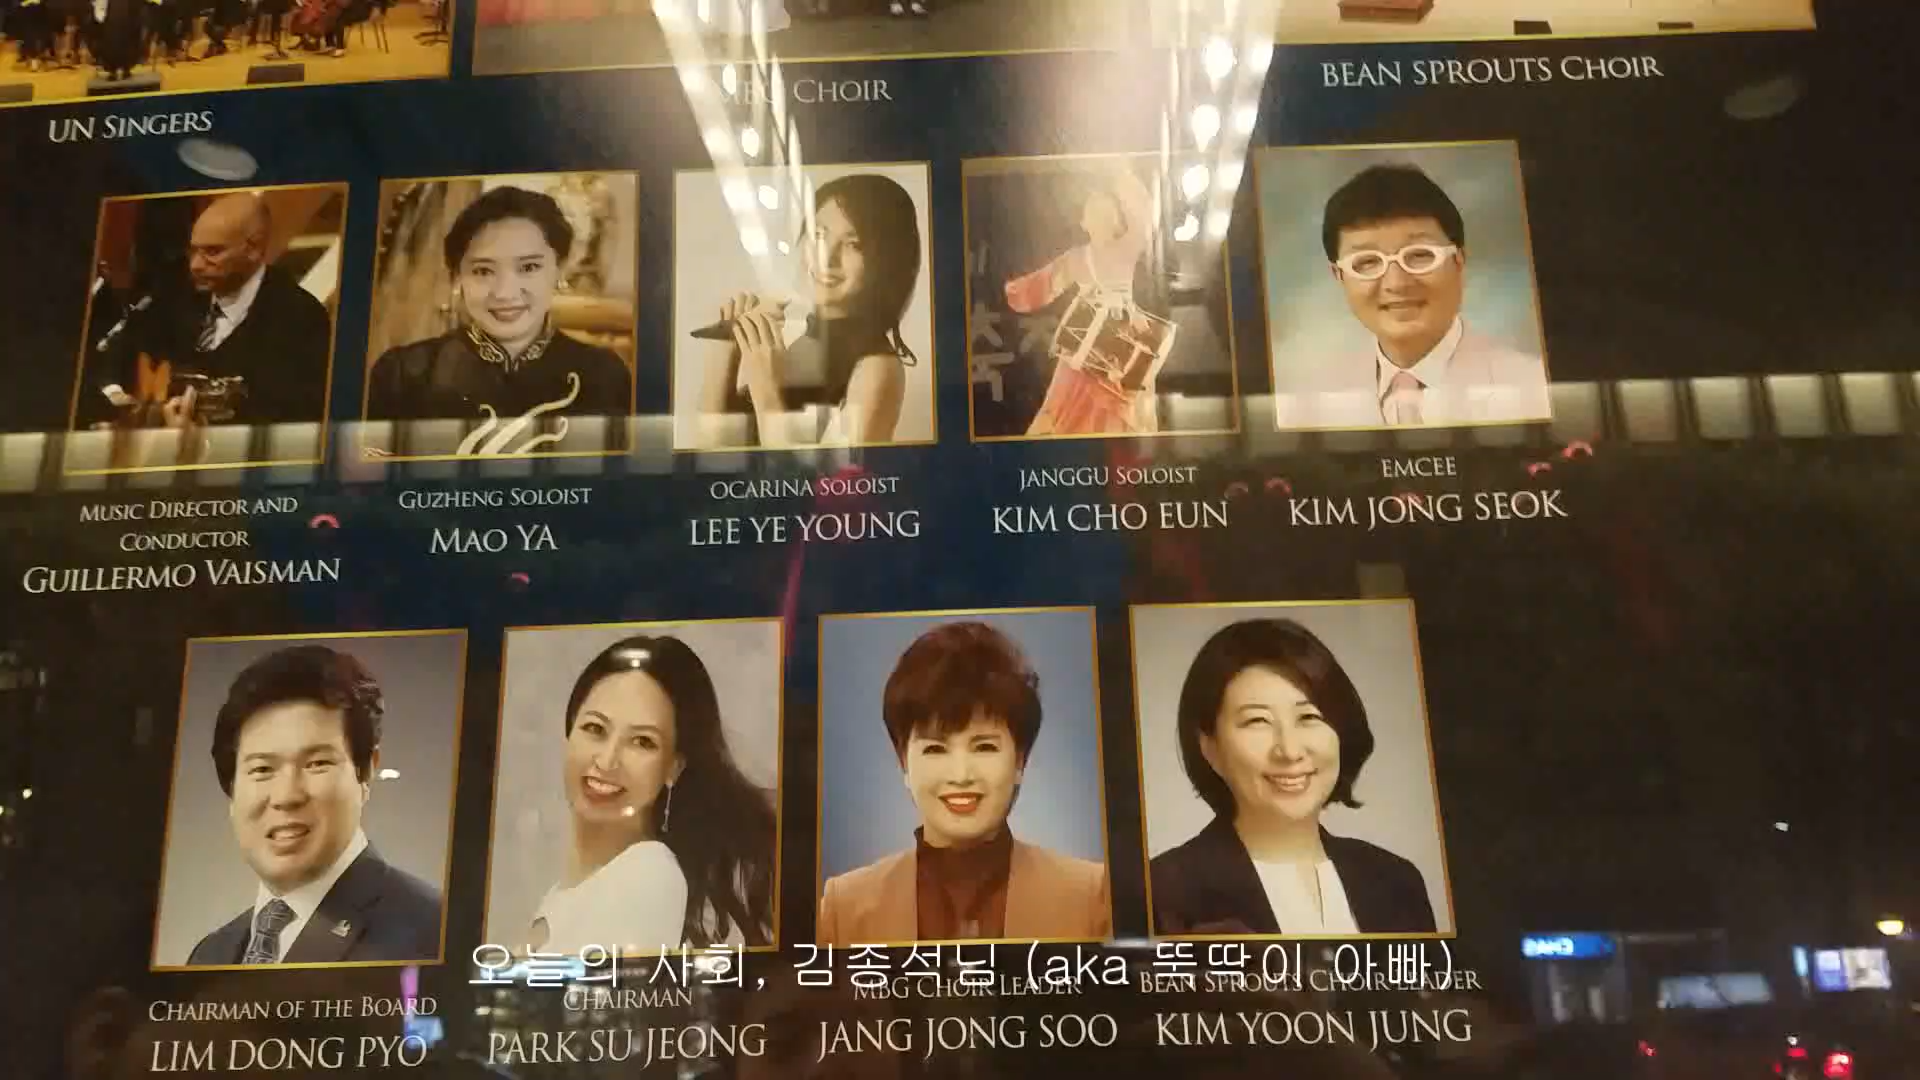 UN SINGERS
MBG CHOIR
BEAN SPROUTS CHOIR
MUSIC DIRECTOR AND
CONDUCTOR
GUILLERMO VAISMAN
GUZHENG SOLOIST
MAO YA
OCARINA SOLOIST
LEE YE YOUNG
JANGGU SOLOIST
KIM CHO EUN
EMCEE
KIM JONG SEOK
CHAIRMAN OF THE BOARD
LIM DONG PYO
CHAIRMAN
PARK SU JEONG
MBG CHOIR LEADER
JANG JONG SOO
BEAN SPROUTS CHOIR LEADER
KIM YOON JUNG
오늘의 사회, 김종석님 (aka 뚝딱이 아빠)